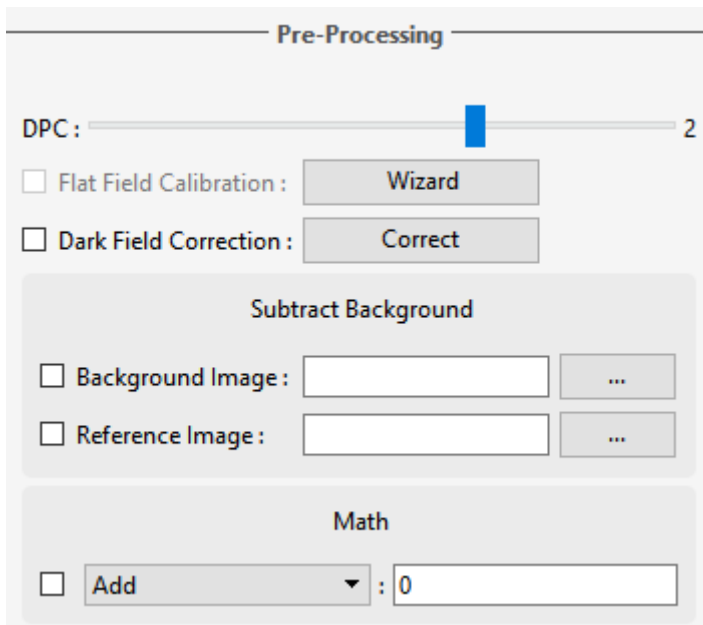 Pre-Processing
DPC : 2
Flat Field Calibration : Wizard
Dark Field Correction : Correct
Subtract Background
Background Image : ...
Reference Image : ...
Math
Add : 0